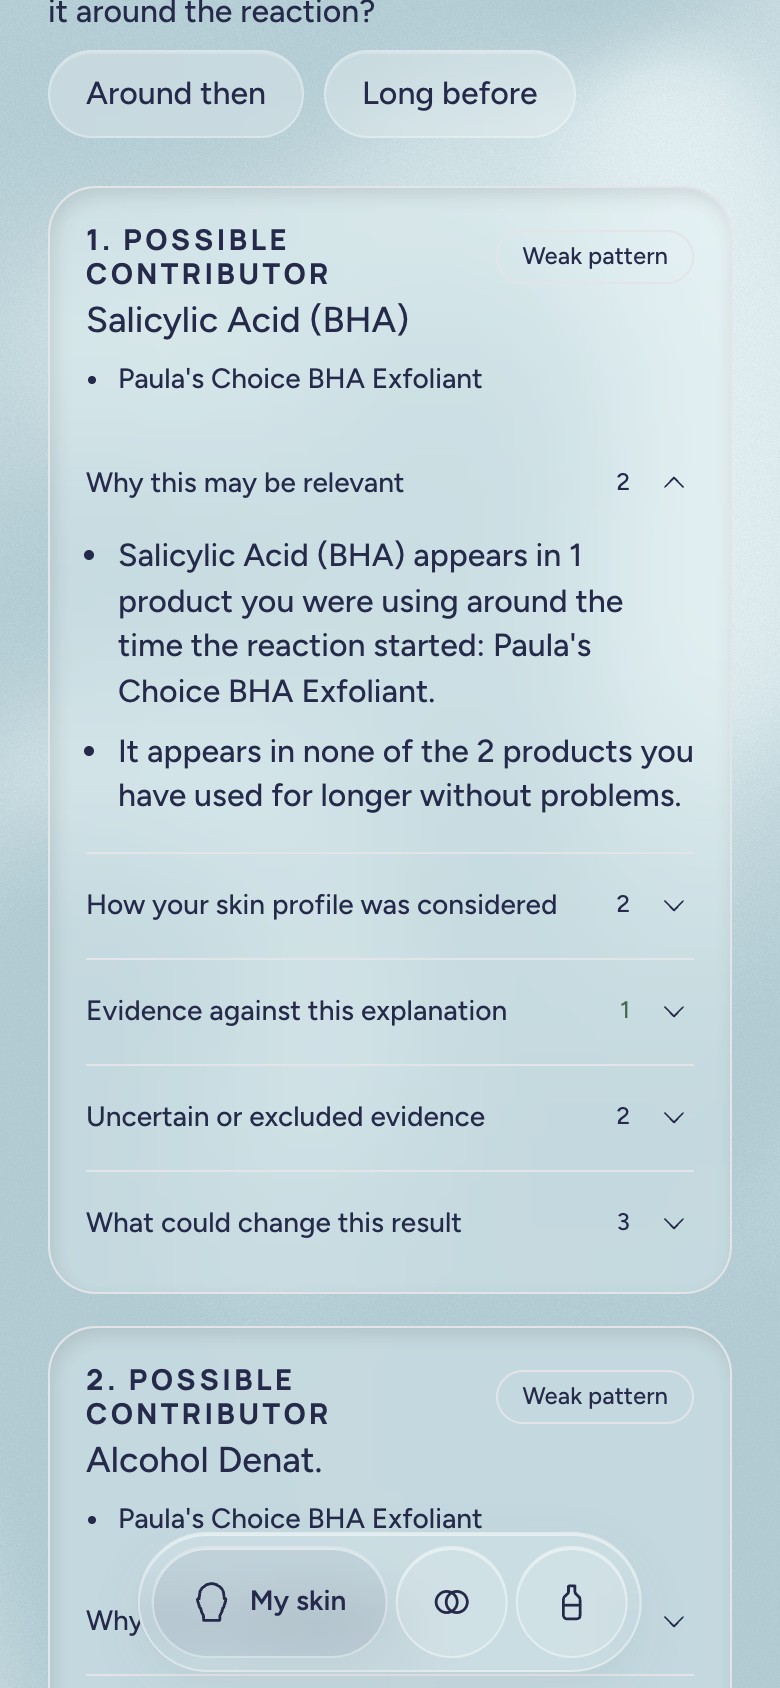 it around the reaction?
Around then
Long before
1. POSSIBLE
CONTRIBUTOR
Weak pattern
Salicylic Acid (BHA)
• Paula's Choice BHA Exfoliant
Why this may be relevant 2
• Salicylic Acid (BHA) appears in 1
product you were using around the
time the reaction started: Paula's
Choice BHA Exfoliant.
• It appears in none of the 2 products you
have used for longer without problems.
How your skin profile was considered 2
Evidence against this explanation 1
Uncertain or excluded evidence 2
What could change this result 3
2. POSSIBLE
CONTRIBUTOR
Weak pattern
Alcohol Denat.
• Paula's Choice BHA Exfoliant
Why
My skin